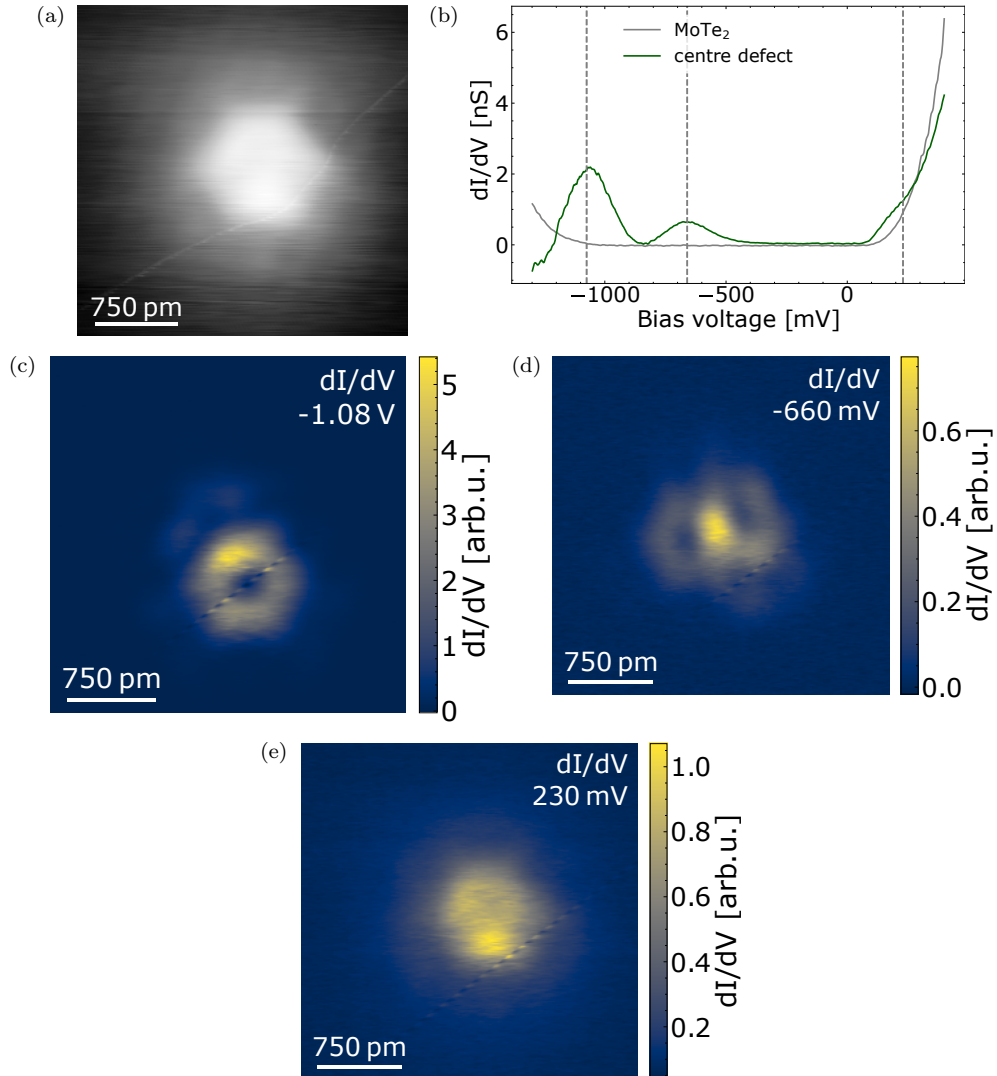 (a)
750 pm
(b)
dI/dV [nS]
6
4
2
0
MoTe₂
centre defect
−1000
−500
0
Bias voltage [mV]
(c)
dI/dV
-1.08 V
750 pm
5
4
3
2
1
0
dI/dV [arb.u.]
(d)
dI/dV
-660 mV
750 pm
0.6
0.4
0.2
0.0
dI/dV [arb.u.]
(e)
dI/dV
230 mV
750 pm
1.0
0.8
0.6
0.4
0.2
dI/dV [arb.u.]